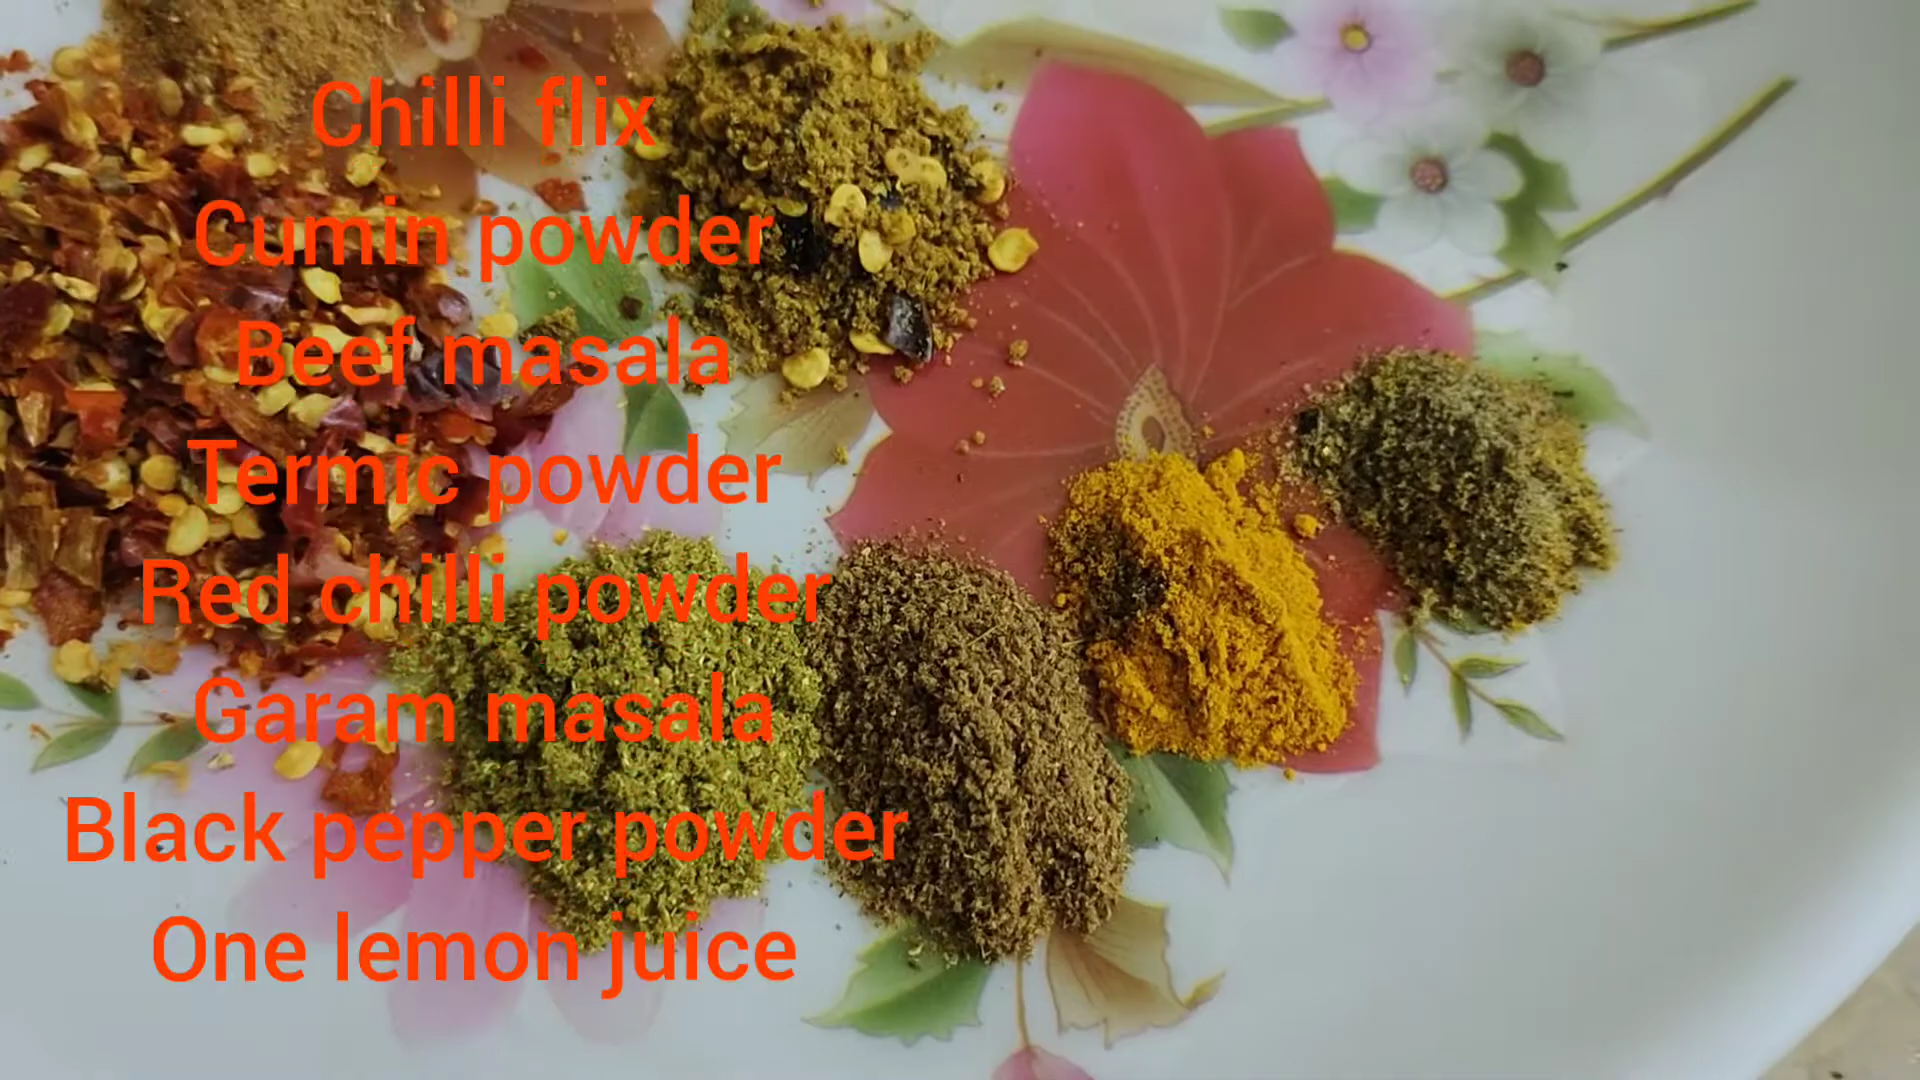 Chilli flix
Cumin powder
Beef masala
Termic powder
Red chilli powder
Garam masala
Black pepper powder
One lemon juice